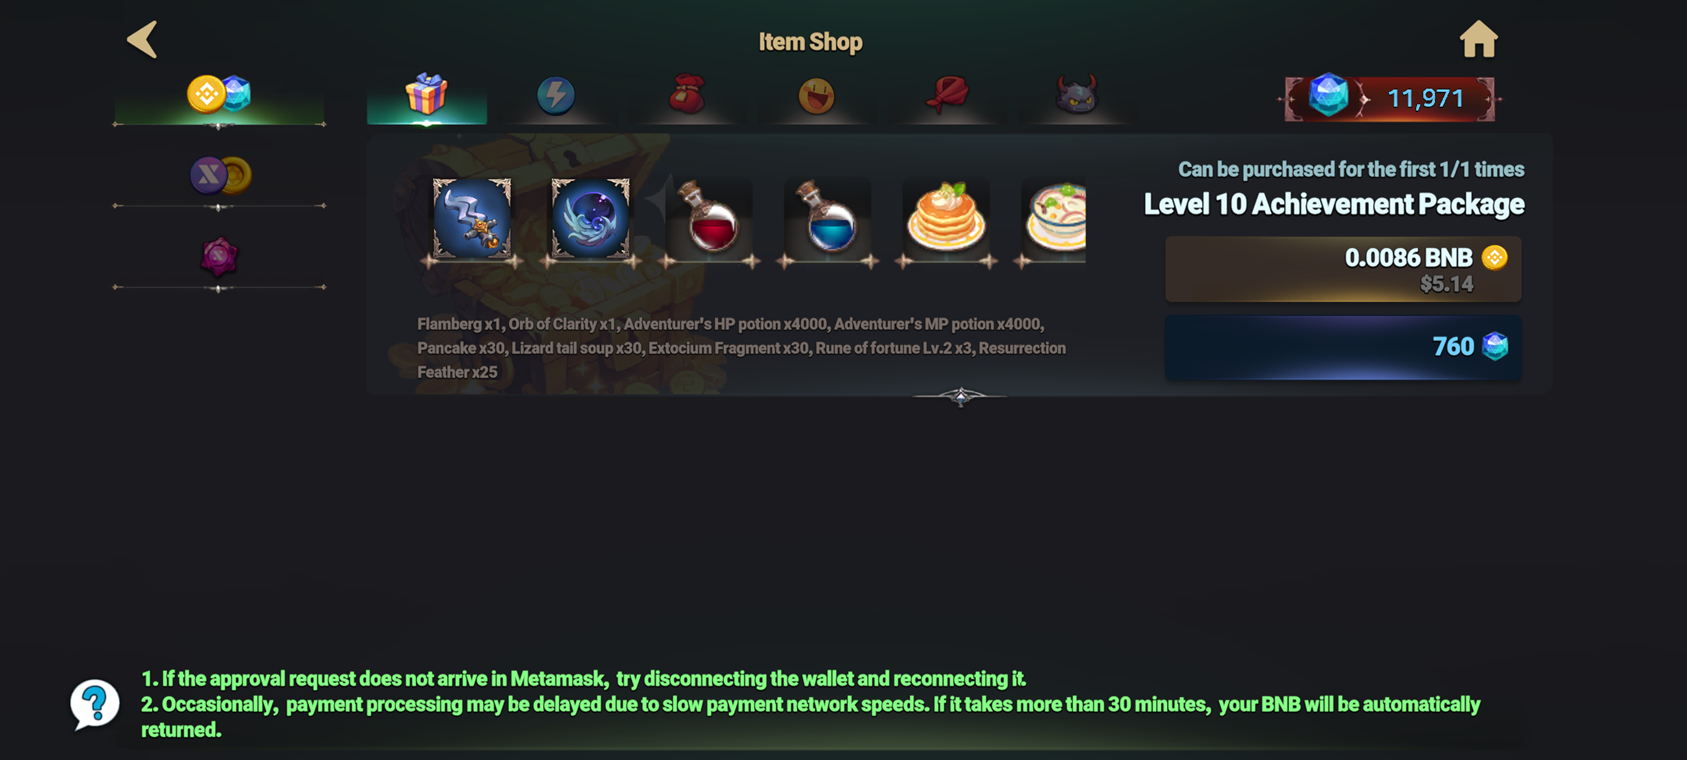 Item Shop
11,971
Can be purchased for the first 1/1 times
Level 10 Achievement Package
0.0086 BNB
$5.14
760
Flamberg x1, Orb of Clarity x1, Adventurer's HP potion x4000, Adventurer's MP potion x4000,
Pancake x30, Lizard tail soup x30, Extocium Fragment x30, Rune of fortune Lv.2 x3, Resurrection
Feather x25
1. If the approval request does not arrive in Metamask, try disconnecting the wallet and reconnecting it.
2. Occasionally, payment processing may be delayed due to slow payment network speeds. If it takes more than 30 minutes, your BNB will be automatically
returned.